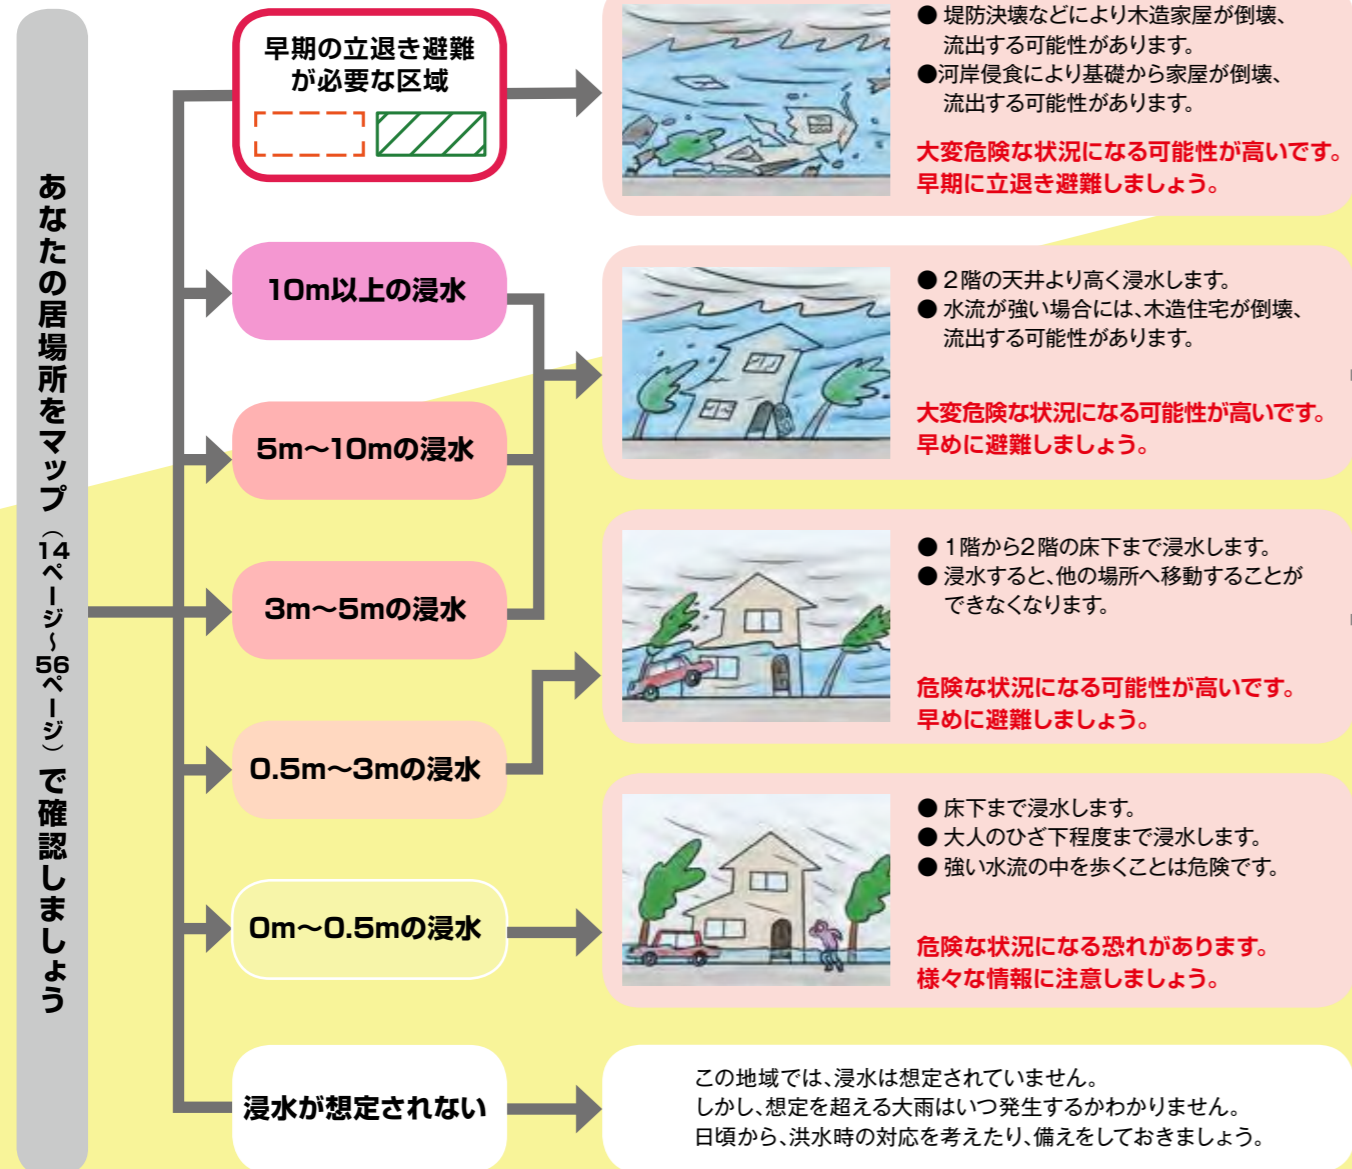 あなたの居場所をマップ（14ページ～56ページ）で確認しましょう
早期の立退き避難
が必要な区域
● 堤防決壊などにより木造家屋が倒壊、
流出する可能性があります。
●河岸侵食により基礎から家屋が倒壊、
流出する可能性があります。
大変危険な状況になる可能性が高いです。
早期に立退き避難しましょう。
10m以上の浸水
5m～10mの浸水
3m～5mの浸水
● 2階の天井より高く浸水します。
● 水流が強い場合には、木造住宅が倒壊、
流出する可能性があります。
大変危険な状況になる可能性が高いです。
早めに避難しましょう。
0.5m～3mの浸水
● 1階から2階の床下まで浸水します。
● 浸水すると、他の場所へ移動することが
できなくなります。
危険な状況になる可能性が高いです。
早めに避難しましょう。
0m～0.5mの浸水
● 床下まで浸水します。
● 大人のひざ下程度まで浸水します。
● 強い水流の中を歩くことは危険です。
危険な状況になる恐れがあります。
様々な情報に注意しましょう。
浸水が想定されない
この地域では、浸水は想定されていません。
しかし、想定を超える大雨はいつ発生するかわかりません。
日頃から、洪水時の対応を考えたり、備えをしておきましょう。